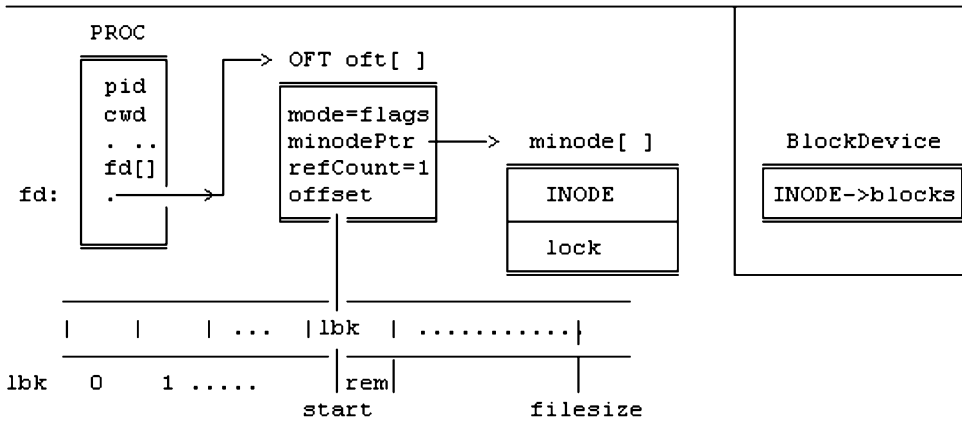 PROC
OFT oft[ ]
pid
cwd
. ..
fd[]
fd: .
mode=flags
minodePtr
refCount=1
offset
minode[ ]
INODE
lock
BlockDevice
INODE->blocks
| | | ... |lbk | ............
lbk 0 1 ..... |rem|
start filesize